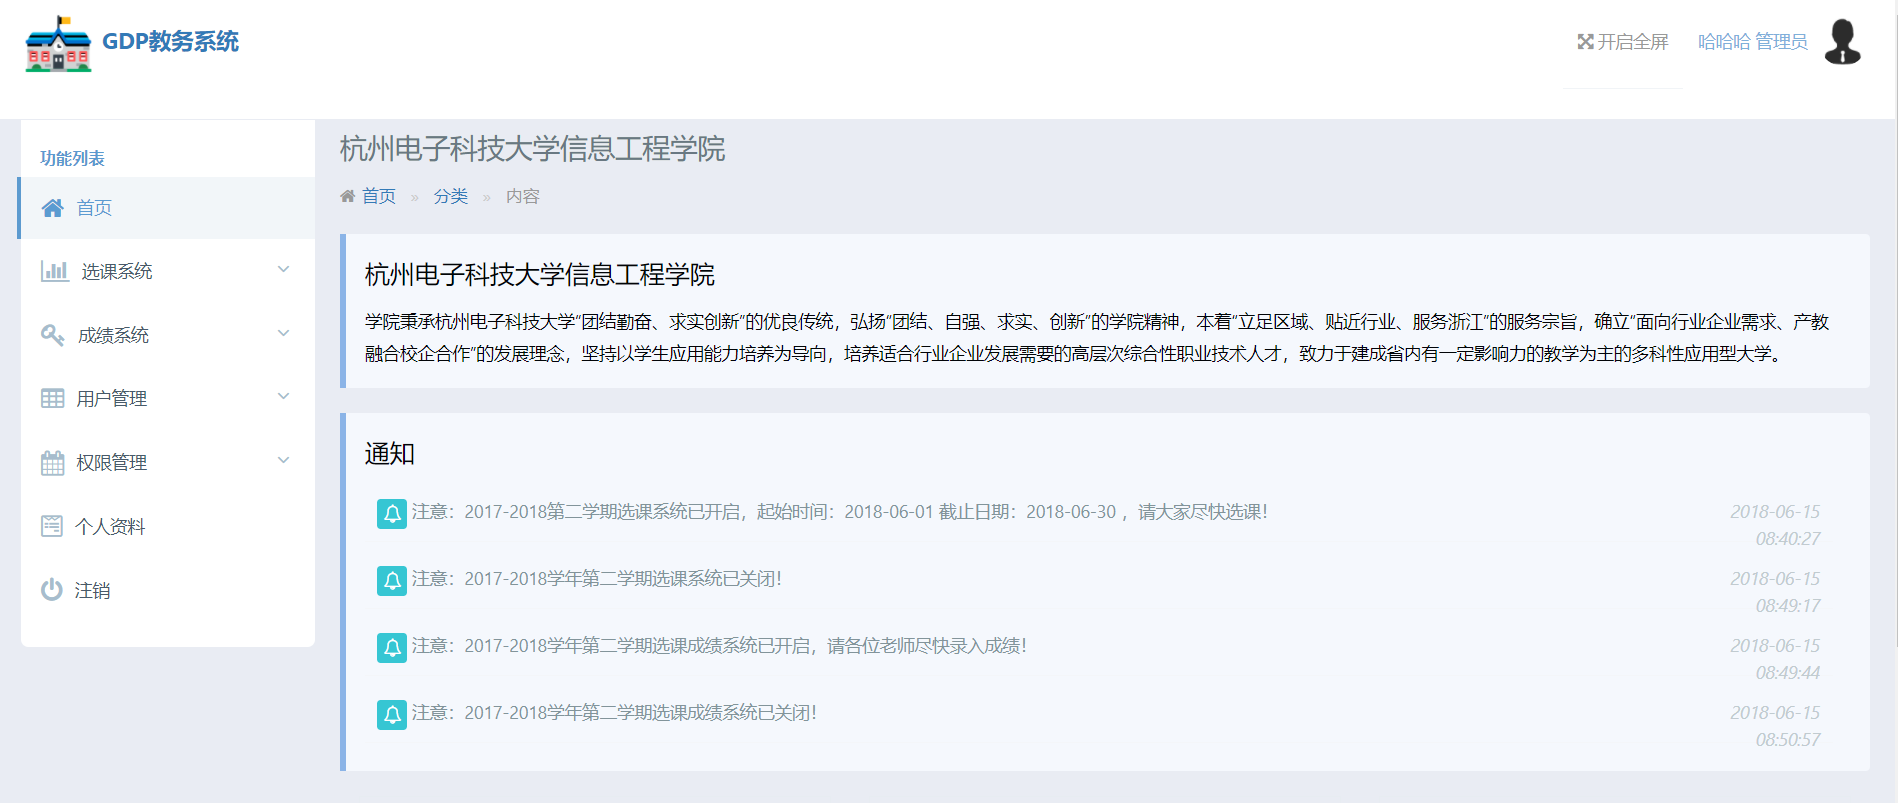 GDP教务系统
开启全屏
哈哈哈 管理员
功能列表
首页
选课系统
成绩系统
用户管理
权限管理
个人资料
注销
杭州电子科技大学信息工程学院
首页 » 分类 » 内容
杭州电子科技大学信息工程学院
学院秉承杭州电子科技大学“团结勤奋、求实创新”的优良传统，弘扬“团结、自强、求实、创新”的学院精神，本着“立足区域、贴近行业、服务浙江”的服务宗旨，确立“面向行业企业需求、产教
融合校企合作”的发展理念，坚持以学生应用能力培养为导向，培养适合行业企业发展需要的高层次综合性职业技术人才，致力于建成省内有一定影响力的教学为主的多科性应用型大学。
通知
注意：2017-2018第二学期选课系统已开启，起始时间：2018-06-01 截止日期：2018-06-30 ，请大家尽快选课！
2018-06-15
08:40:27
注意：2017-2018学年第二学期选课系统已关闭！
2018-06-15
08:49:17
注意：2017-2018学年第二学期选课成绩系统已开启，请各位老师尽快录入成绩！
2018-06-15
08:49:44
注意：2017-2018学年第二学期选课成绩系统已关闭！
2018-06-15
08:50:57